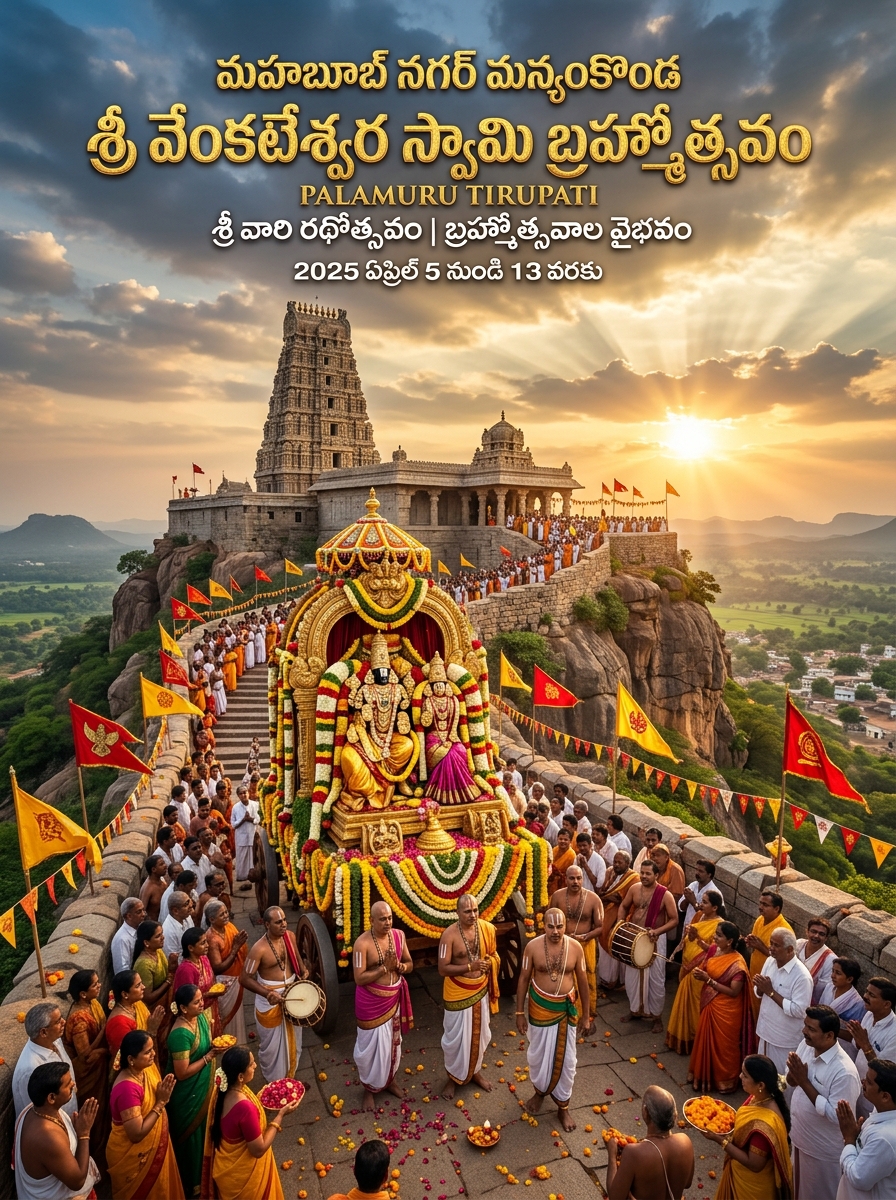 మహబూబ్ నగర్ మన్యంకొండ
శ్రీ వేంకటేశ్వర స్వామి బ్రహ్మోత్సవం
PALAMURU TIRUPATI
శ్రీ వారి రథోత్సవం | బ్రహ్మోత్సవాల వైభవం
2025 ఏప్రిల్ 5 నుండి 13 వరకు